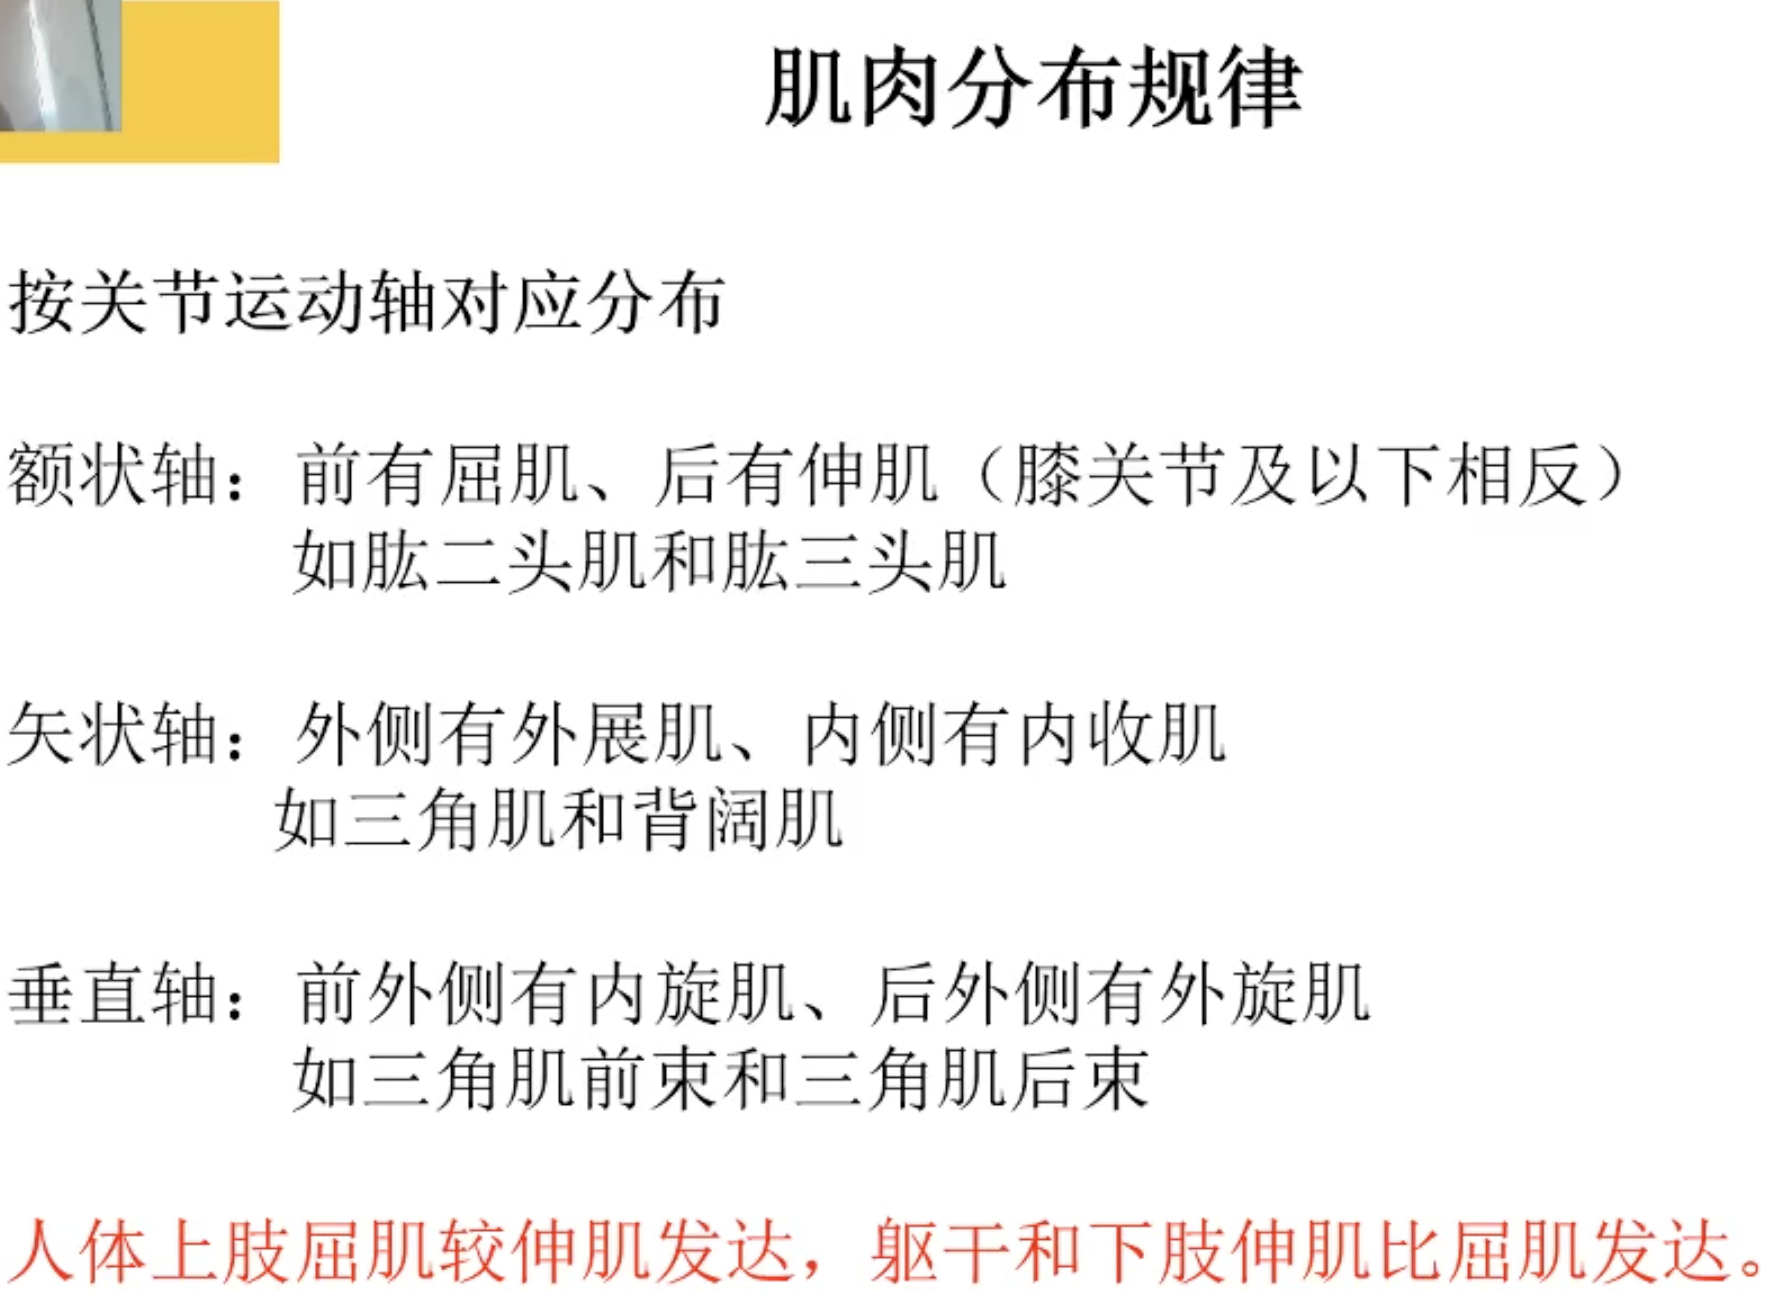 肌肉分布规律
按关节运动轴对应分布
额状轴：前有屈肌、后有伸肌（膝关节及以下相反）
如肱二头肌和肱三头肌
矢状轴：外侧有外展肌、内侧有内收肌
如三角肌和背阔肌
垂直轴：前外侧有内旋肌、后外侧有外旋肌
如三角肌前束和三角肌后束
人体上肢屈肌较伸肌发达，躯干和下肢伸肌比屈肌发达。